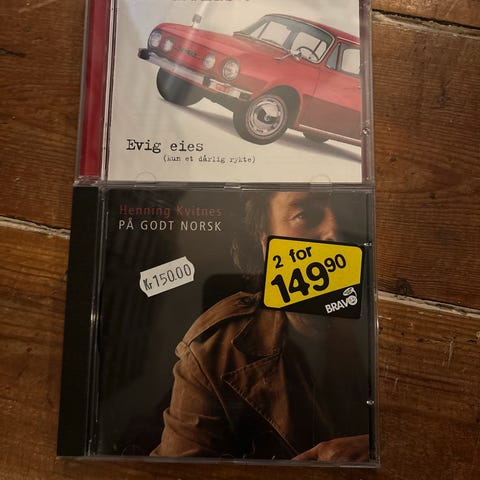 Evig eies
(kun et dårlig rykte)
Henning Kvitnes
PÅ GODT NORSK
Kr 150.00
2 for
149 90
BRAVO